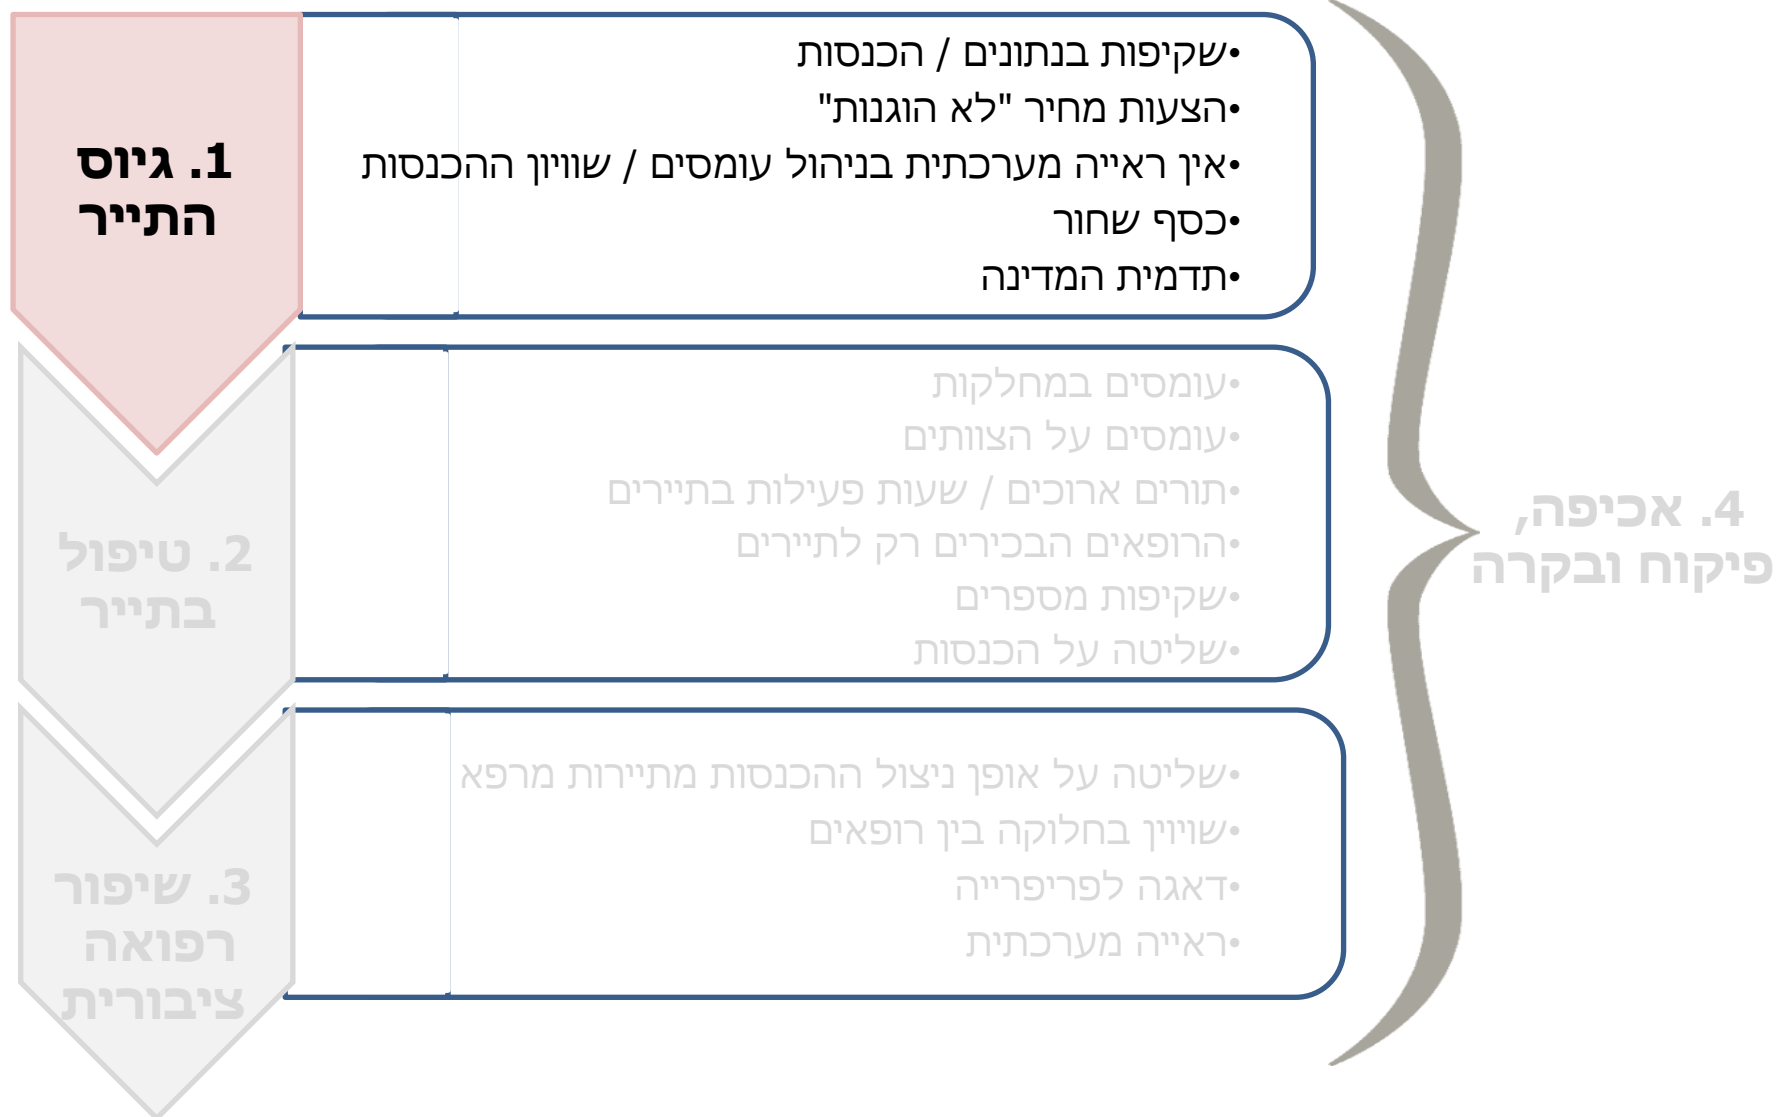 1. גיוס
התייר
•שקיפות בנתונים / הכנסות
•הצעות מחיר "לא הוגנות"
•אין ראייה מערכתית בניהול עומסים / שוויון ההכנסות
•כסף שחור
•תדמית המדינה
2. טיפול
בתייר
•עומסים במחלקות
•עומסים על הצוותים
•תורים ארוכים / שעות פעילות בתיירים
•הרופאים הבכירים רק לתיירים
•שקיפות מספרים
•שליטה על הכנסות
3. שיפור
רפואה
ציבורית
•שליטה על אופן ניצול ההכנסות מתיירות מרפא
•שויוין בחלוקה בין רופאים
•דאגה לפריפרייה
•ראייה מערכתית
4. אכיפה,
פיקוח ובקרה